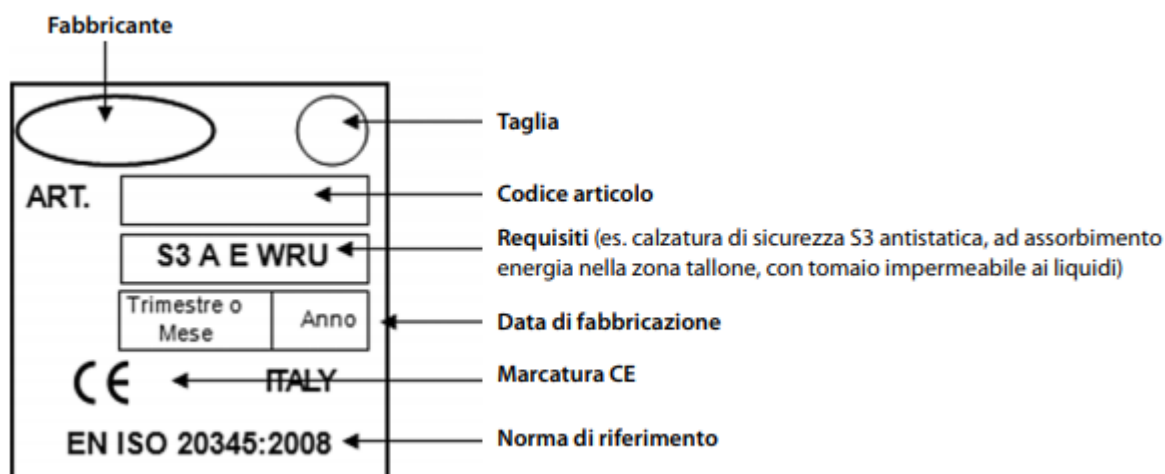 Fabbricante
Taglia
ART.
Codice articolo
S3 A E WRU
Requisiti (es. calzatura di sicurezza S3 antistatica, ad assorbimento
energia nella zona tallone, con tomaio impermeabile ai liquidi)
Trimestre o
Mese
Anno
Data di fabbricazione
CE
ITALY
Marcatura CE
EN ISO 20345:2008
Norma di riferimento